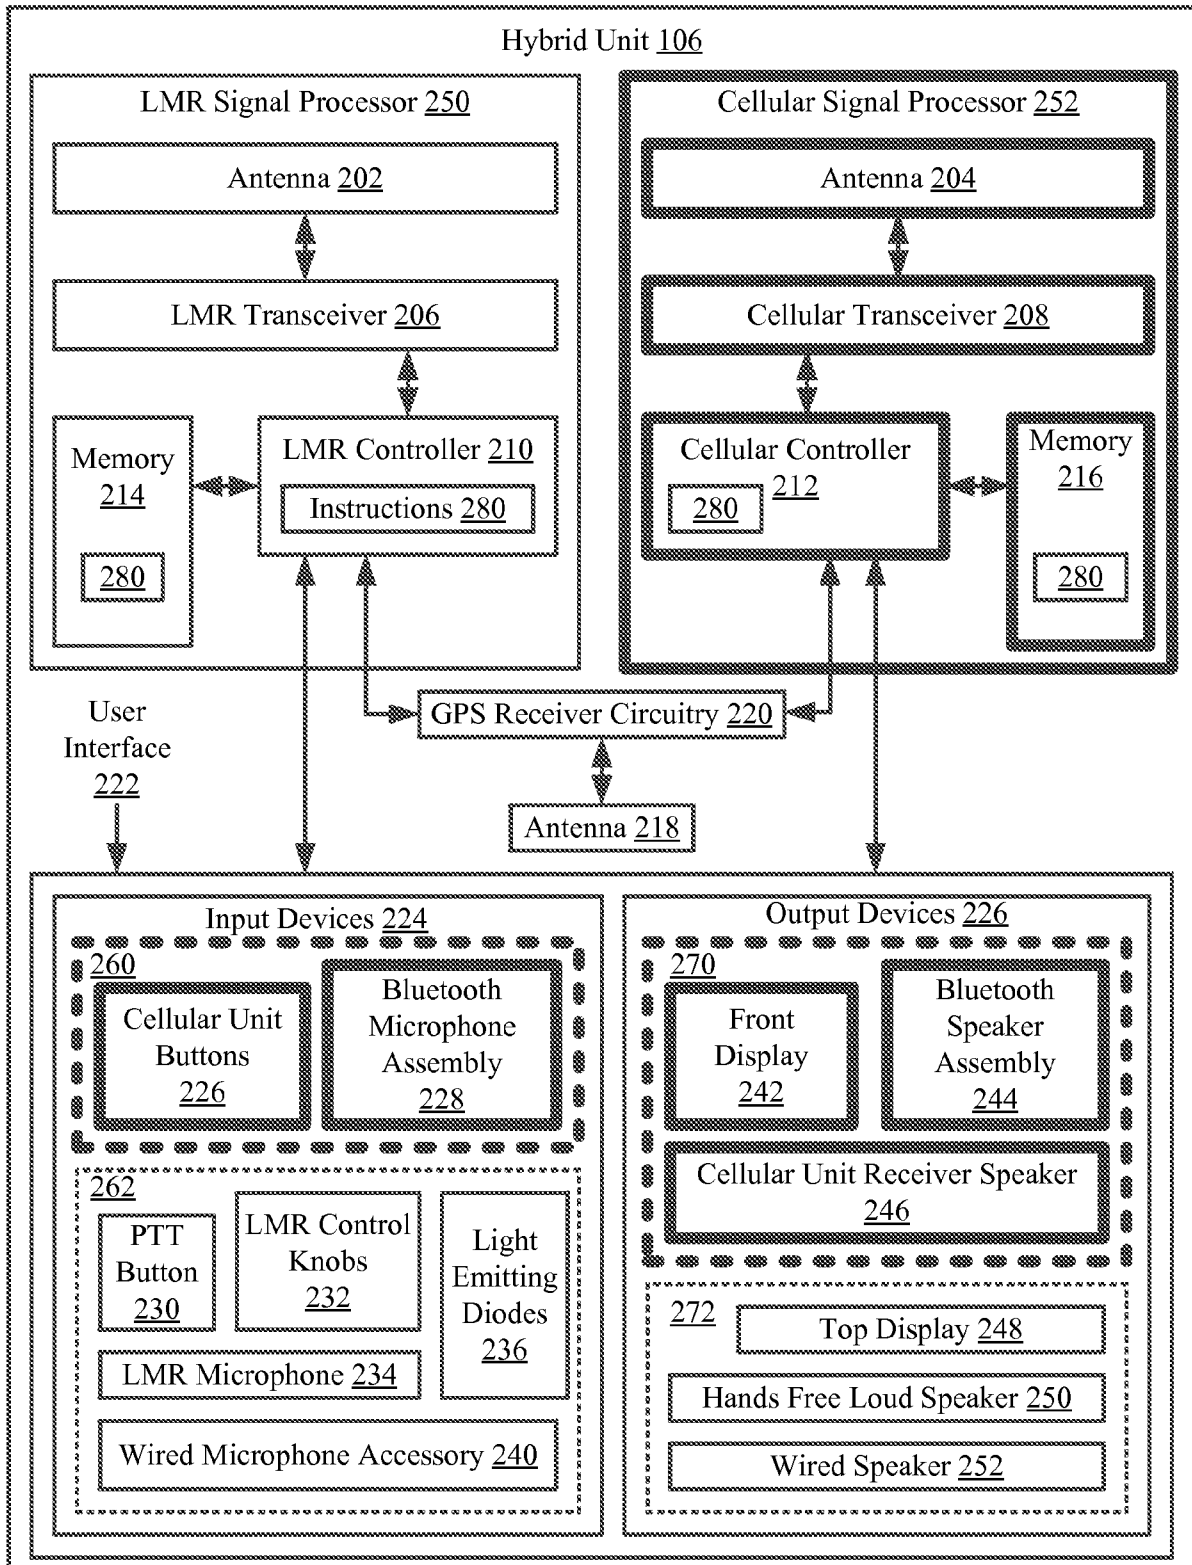 Hybrid Unit 106
LMR Signal Processor 250
Antenna 202
LMR Transceiver 206
Memory
214
280
LMR Controller 210
Instructions 280
Cellular Signal Processor 252
Antenna 204
Cellular Transceiver 208
Cellular Controller
212
280
Memory
216
280
GPS Receiver Circuitry 220
Antenna 218
User
Interface
222
Input Devices 224
260
Cellular Unit
Buttons
226
Bluetooth
Microphone
Assembly
228
262
PTT
Button
230
LMR Control
Knobs
232
Light
Emitting
Diodes
236
LMR Microphone 234
Wired Microphone Accessory 240
Output Devices 226
270
Front
Display
242
Bluetooth
Speaker
Assembly
244
Cellular Unit Receiver Speaker
246
272
Top Display 248
Hands Free Loud Speaker 250
Wired Speaker 252